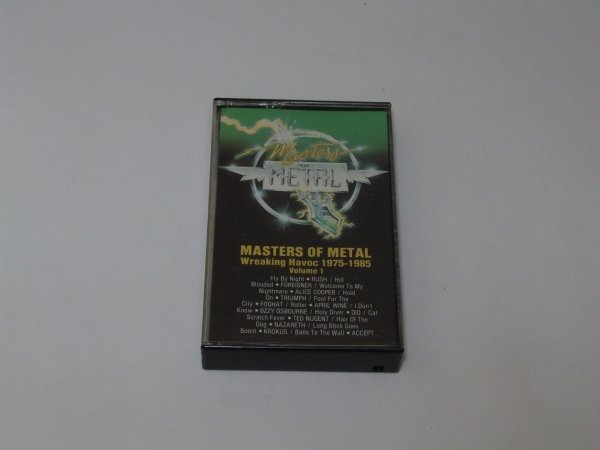 Masters
OF
METAL
MASTERS OF METAL
Wreaking Havoc 1975-1985
Volume 1
Fly By Night • RUSH / Hot
Blooded • FOREIGNER / Welcome To My
Nightmare • ALICE COOPER / Hold
On • TRIUMPH / Fool For The
City • FOGHAT / Roller • APRIL WINE / I Don't
Know • OZZY OSBOURNE / Holy Diver • DIO / Cat
Scratch Fever • TED NUGENT / Hair Of The
Dog • NAZARETH / Long Stick Goes
Boom • KROKUS / Balls To The Wall • ACCEPT